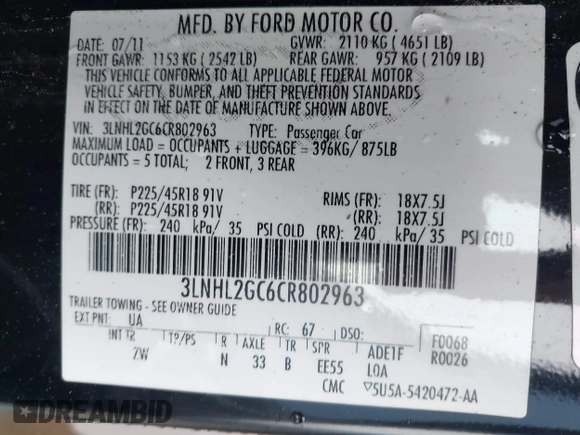 MFD. BY FORD MOTOR CO.
DATE: 07/11 GVWR: 2110 KG ( 4651 LB)
FRONT GAWR: 1153 KG ( 2542 LB) REAR GAWR: 957 KG ( 2109 LB)
THIS VEHICLE CONFORMS TO ALL APPLICABLE FEDERAL MOTOR
VEHICLE SAFETY, BUMPER, AND THEFT PREVENTION STANDARDS
IN EFFECT ON THE DATE OF MANUFACTURE SHOWN ABOVE.
VIN: 3LNHL2GC6CR802963 TYPE: Passenger Car
MAXIMUM LOAD = OCCUPANTS + LUGGAGE = 396KG/ 875LB
OCCUPANTS = 5 TOTAL; 2 FRONT, 3 REAR
TIRE (FR): P225/45R18 91V RIMS (FR): 18X7.5J
(RR): P225/45R18 91V (RR): 18X7.5J
PRESSURE (FR): 240 kPa/ 35 PSI COLD (RR): 240 kPa/ 35 PSI COLD
3LNHL2GC6CR802963
TRAILER TOWING - SEE OWNER GUIDE
EXT PNT: UA RC: 67 DSO: F0068
INT TR TP/PS R AXLE TR SPR ADE1F R0026
ZW N 33 B EE55 LOA
CMC 5U5A-5420472-AA
DREAMBID